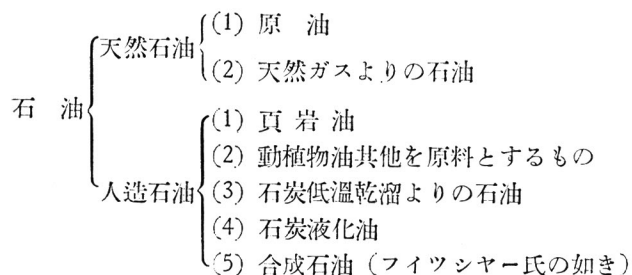 (1) 原 油
天然石油
(2) 天然ガスよりの石油
石 油
(1) 頁岩油
(2) 動植物油其他を原料とするもの
人造石油
(3) 石炭低溫乾溜よりの石油
(4) 石炭液化油
(5) 合成石油（フイツシヤー氏の如き）